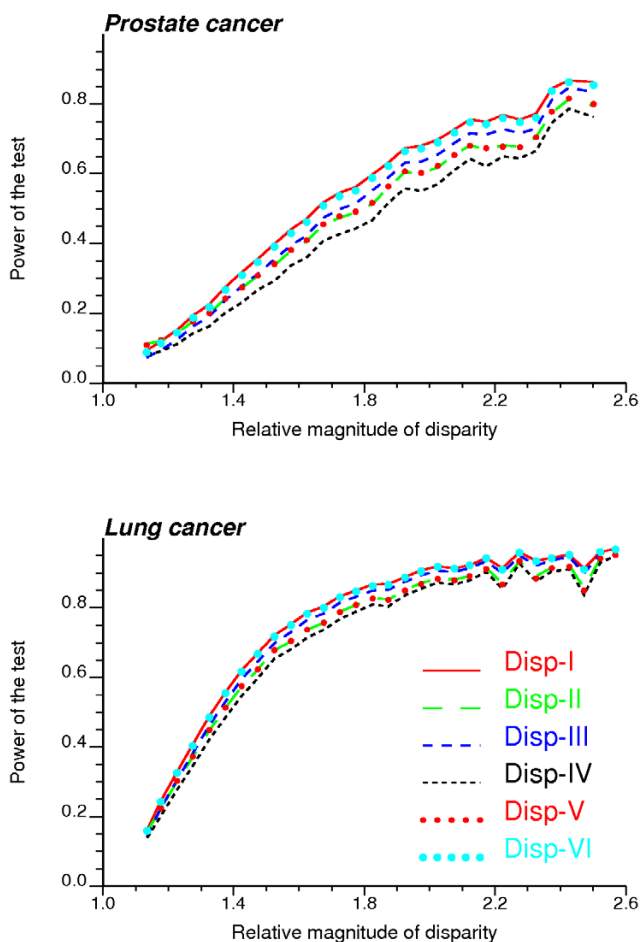 Prostate cancer
Power of the test
0.8
0.6
0.4
0.2
0.0
1.0 1.4 1.8 2.2 2.6
Relative magnitude of disparity
Lung cancer
Power of the test
0.8
0.6
0.4
0.2
0.0
Disp-I
Disp-II
Disp-III
Disp-IV
Disp-V
Disp-VI
1.0 1.4 1.8 2.2 2.6
Relative magnitude of disparity